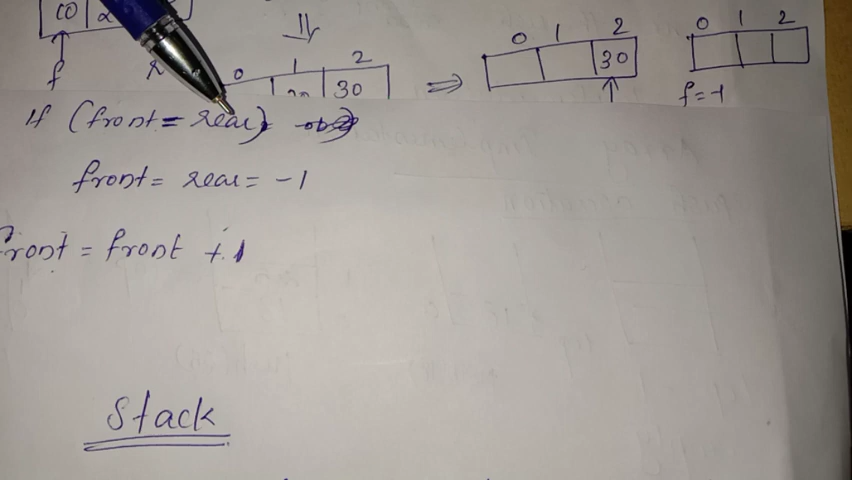 10
0 1 2
30
f
0 1 2
30
0 1 2
f=-1
If (front = rear)
front = rear = -1
front = front + 1
Stack